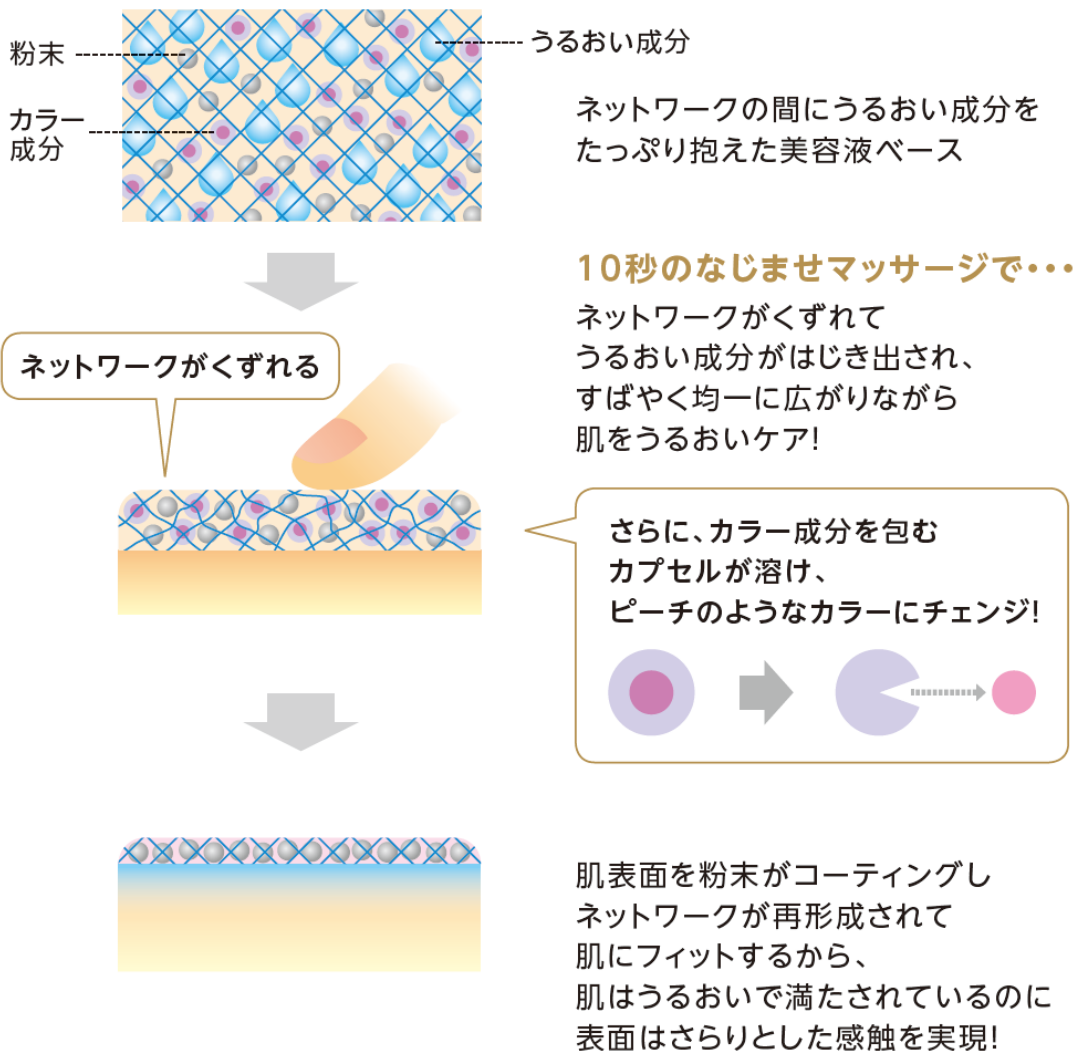 粉末
うるおい成分
カラー
成分
ネットワークの間にうるおい成分を
たっぷり抱えた美容液ベース
10秒のなじませマッサージで・・・
ネットワークがくずれて
うるおい成分がはじき出され、
すばやく均一に広がりながら
肌をうるおいケア!
ネットワークがくずれる
さらに、カラー成分を包む
カプセルが溶け、
ピーチのようなカラーにチェンジ!
肌表面を粉末がコーティングし
ネットワークが再形成されて
肌にフィットするから、
肌はうるおいで満たされているのに
表面はさらりとした感触を実現!